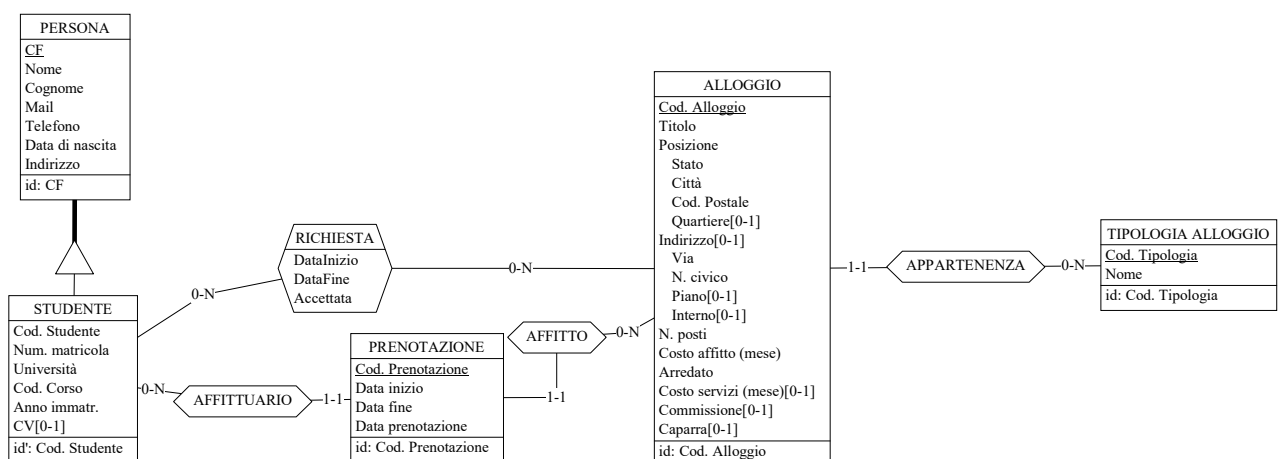 PERSONA
CF
Nome
Cognome
Mail
Telefono
Data di nascita
Indirizzo
id: CF
STUDENTE
Cod. Studente
Num. matricola
Università
Cod. Corso
Anno immatr.
CV[0-1]
id': Cod. Studente
0-N
RICHIESTA
DataInizio
DataFine
Accettata
0-N
0-N
AFFITTUARIO
1-1
PRENOTAZIONE
Cod. Prenotazione
Data inizio
Data fine
Data prenotazione
id: Cod. Prenotazione
1-1
AFFITTO
0-N
ALLOGGIO
Cod. Alloggio
Titolo
Posizione
Stato
Città
Cod. Postale
Quartiere[0-1]
Indirizzo[0-1]
Via
N. civico
Piano[0-1]
Interno[0-1]
N. posti
Costo affitto (mese)
Arredato
Costo servizi (mese)[0-1]
Commissione[0-1]
Caparra[0-1]
id: Cod. Alloggio
1-1
APPARTENENZA
0-N
TIPOLOGIA ALLOGGIO
Cod. Tipologia
Nome
id: Cod. Tipologia